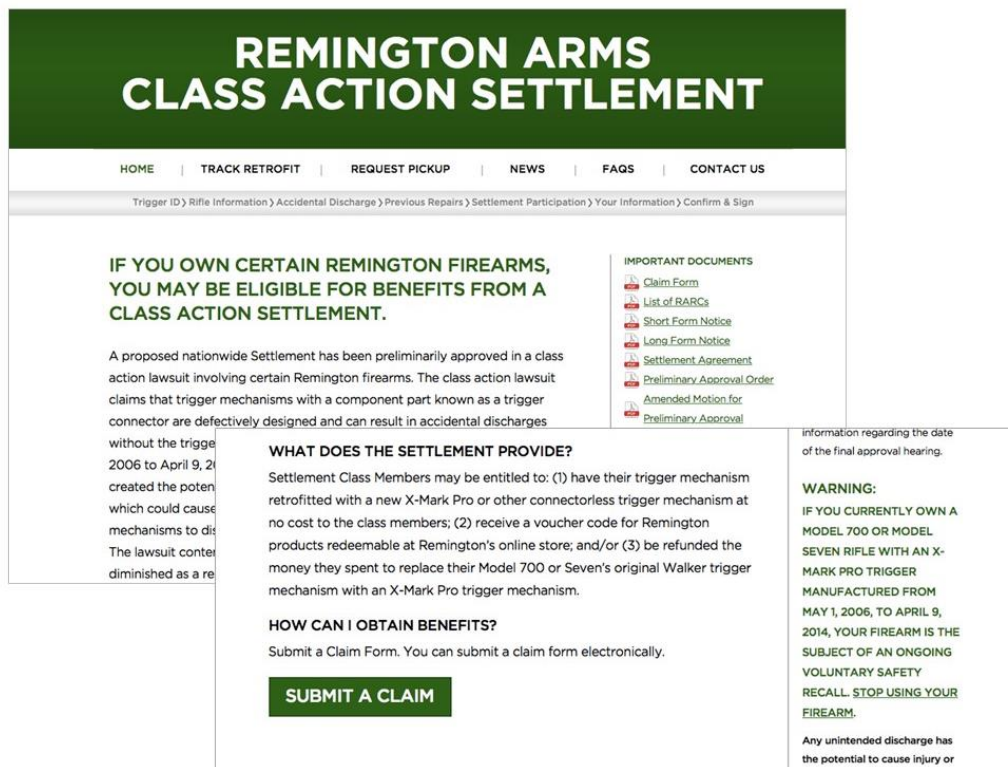 REMINGTON ARMS
CLASS ACTION SETTLEMENT
HOME | TRACK RETROFIT | REQUEST PICKUP | NEWS | FAQS | CONTACT US
Trigger ID > Rifle Information > Accidental Discharge > Previous Repairs > Settlement Participation > Your Information > Confirm & Sign
IF YOU OWN CERTAIN REMINGTON FIREARMS,
YOU MAY BE ELIGIBLE FOR BENEFITS FROM A
CLASS ACTION SETTLEMENT.
A proposed nationwide Settlement has been preliminarily approved in a class
action lawsuit involving certain Remington firearms. The class action lawsuit
claims that trigger mechanisms with a component part known as a trigger
connector are defectively designed and can result in accidental discharges
without the trigge
2006 to April 9, 20
created the poten
which could cause
mechanisms to dis
The lawsuit conter
diminished as a re
IMPORTANT DOCUMENTS
Claim Form
List of RARCs
Short Form Notice
Long Form Notice
Settlement Agreement
Preliminary Approval Order
Amended Motion for
Preliminary Approval
WHAT DOES THE SETTLEMENT PROVIDE?
Settlement Class Members may be entitled to: (1) have their trigger mechanism
retrofitted with a new X-Mark Pro or other connectorless trigger mechanism at
no cost to the class members; (2) receive a voucher code for Remington
products redeemable at Remington's online store; and/or (3) be refunded the
money they spent to replace their Model 700 or Seven's original Walker trigger
mechanism with an X-Mark Pro trigger mechanism.
HOW CAN I OBTAIN BENEFITS?
Submit a Claim Form. You can submit a claim form electronically.
SUBMIT A CLAIM
information regarding the date
of the final approval hearing.
WARNING:
IF YOU CURRENTLY OWN A
MODEL 700 OR MODEL
SEVEN RIFLE WITH AN X-
MARK PRO TRIGGER
MANUFACTURED FROM
MAY 1, 2006, TO APRIL 9,
2014, YOUR FIREARM IS THE
SUBJECT OF AN ONGOING
VOLUNTARY SAFETY
RECALL. STOP USING YOUR
FIREARM.
Any unintended discharge has
the potential to cause injury or